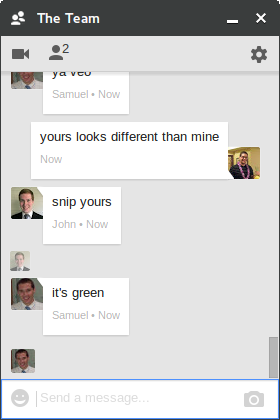 The Team
2
ya veo
Samuel • Now
yours looks different than mine
Now
snip yours
John • Now
it's green
Samuel • Now
Send a message...